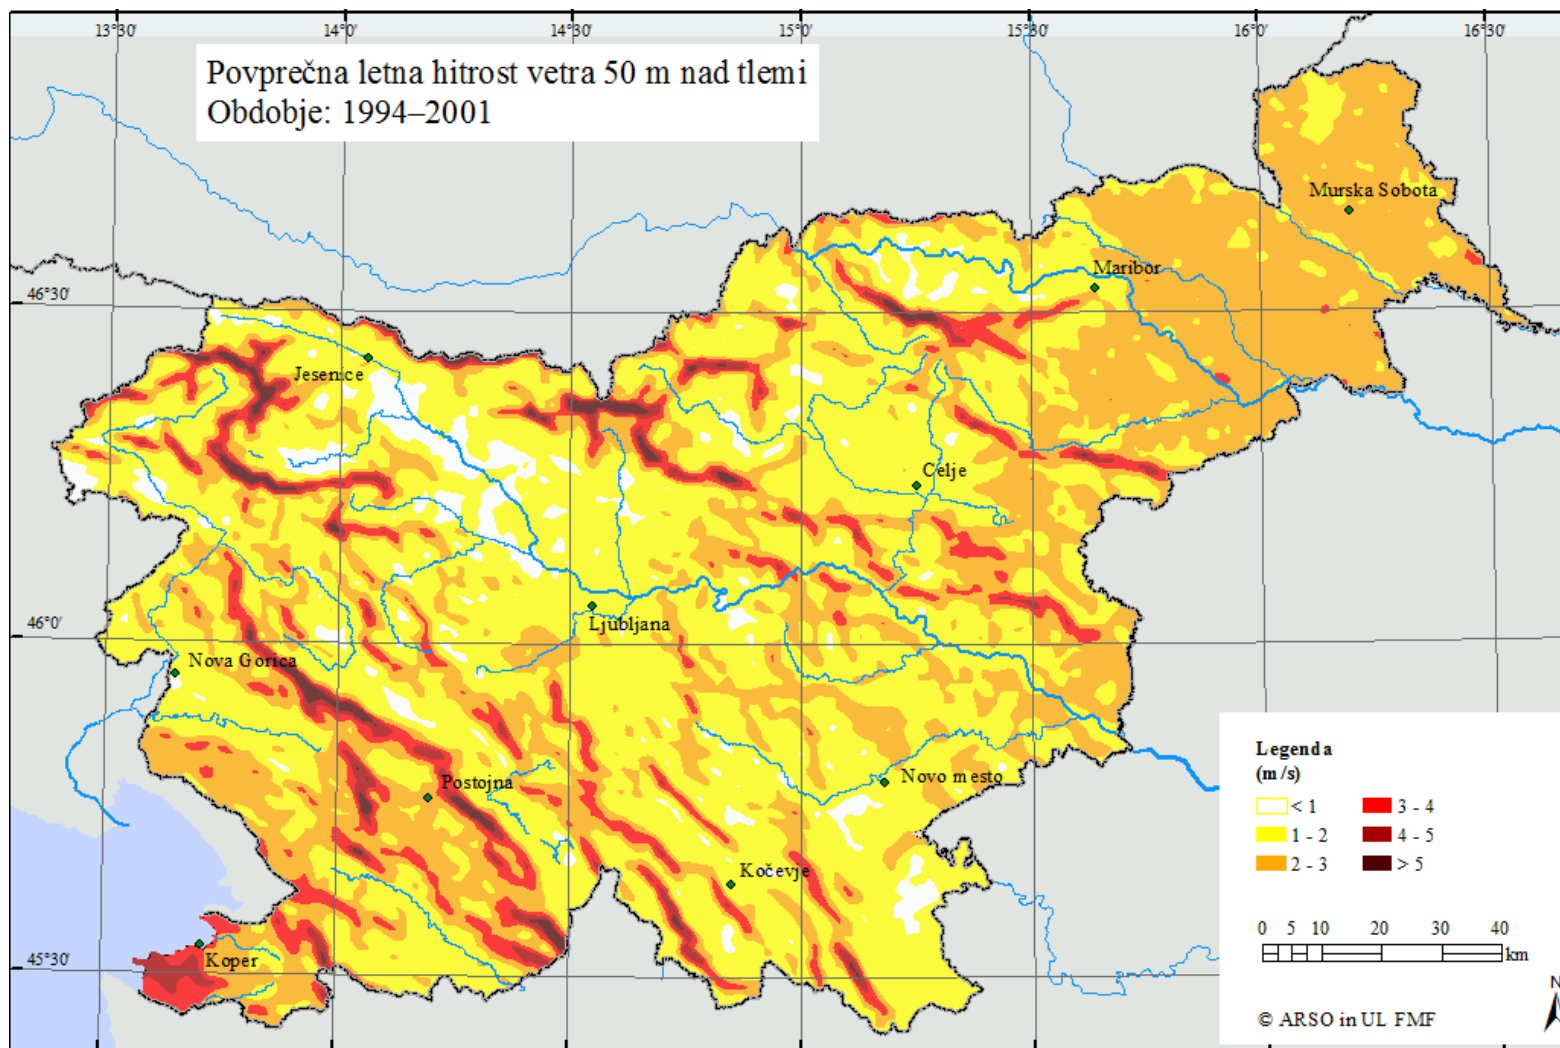 13°30' 14°0' 14°30' 15°0' 15°30' 16°0' 16°30'
Povprečna letna hitrost vetra 50 m nad tlemi
Obdobje: 1994–2001
Murska Sobota
Maribor
46°30'
Jesenice
Celje
46°0'
Ljubljana
Nova Gorica
Postojna
Novo mesto
Kočevje
Koper
45°30'
Legenda
(m/s)
< 1 3 - 4
1 - 2 4 - 5
2 - 3 > 5
0 5 10 20 30 40
km
N
© ARSO in UL FMF